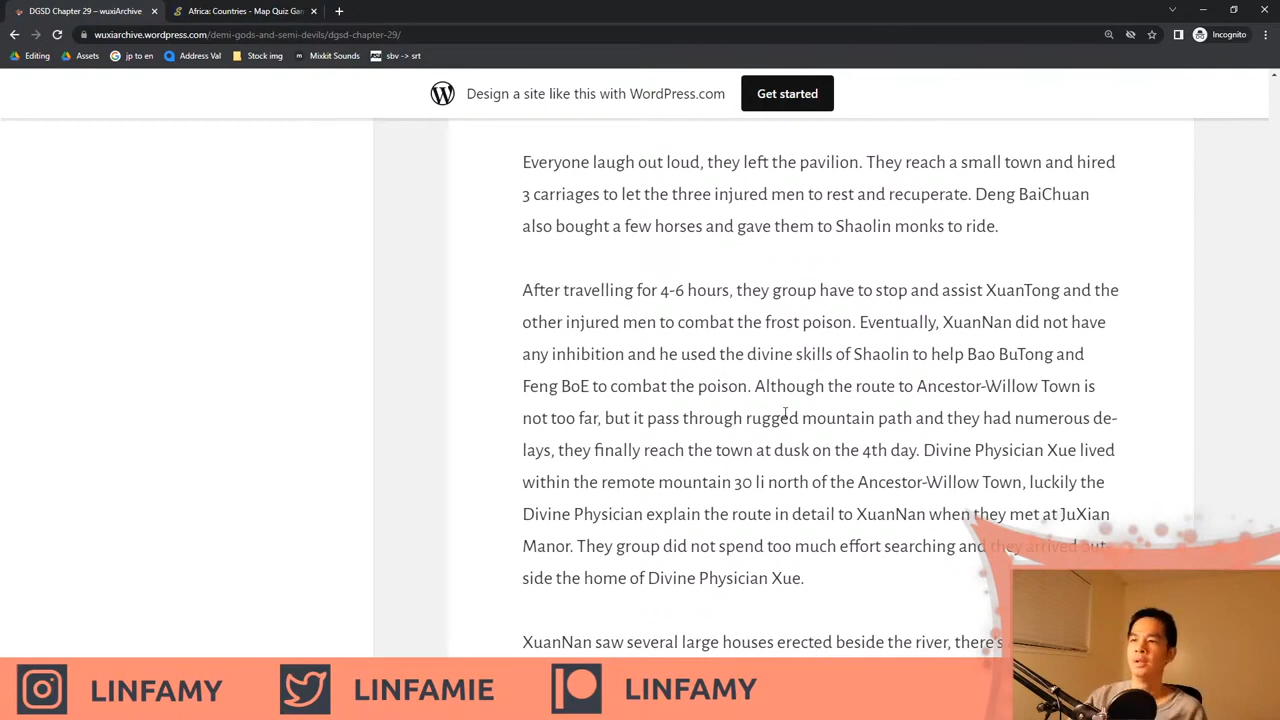 DGSD Chapter 29 – wuxiArchive
Africa: Countries - Map Quiz Gam
wuxiarchive.wordpress.com/demi-gods-and-semi-devils/dgsd-chapter-29/
Incognito
Editing
Assets
jp to en
Address Val
Stock img
Mixkit Sounds
sbv -> srt
Design a site like this with WordPress.com
Get started
Everyone laugh out loud, they left the pavilion. They reach a small town and hired
3 carriages to let the three injured men to rest and recuperate. Deng BaiChuan
also bought a few horses and gave them to Shaolin monks to ride.
After travelling for 4-6 hours, they group have to stop and assist XuanTong and the
other injured men to combat the frost poison. Eventually, XuanNan did not have
any inhibition and he used the divine skills of Shaolin to help Bao BuTong and
Feng BoE to combat the poison. Although the route to Ancestor-Willow Town is
not too far, but it pass through rugged mountain path and they had numerous de-
lays, they finally reach the town at dusk on the 4th day. Divine Physician Xue lived
within the remote mountain 30 li north of the Ancestor-Willow Town, luckily the
Divine Physician explain the route in detail to XuanNan when they met at JuXian
Manor. They group did not spend too much effort searching and they arrived out-
side the home of Divine Physician Xue.
XuanNan saw several large houses erected beside the river, there's
LINFAMY
LINFAMIE
LINFAMY